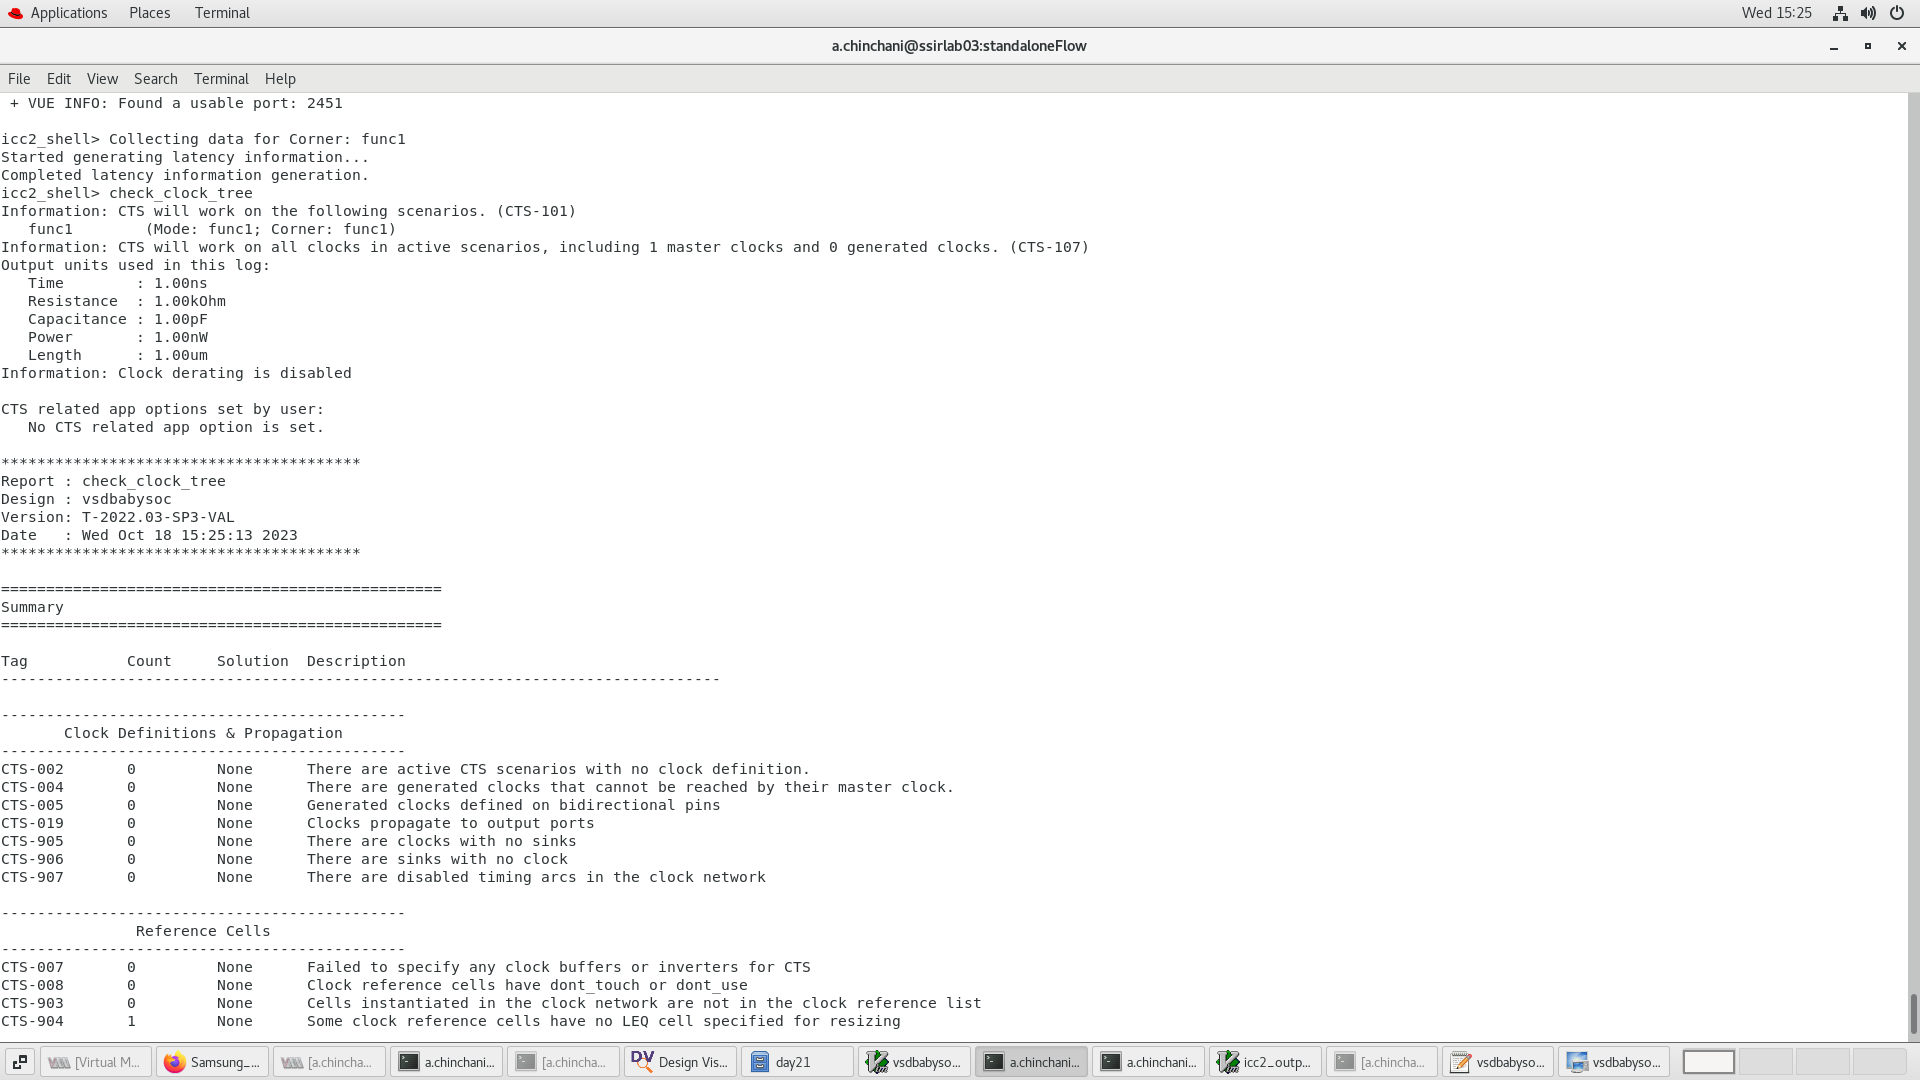 Applications Places Terminal Wed 15:25
a.chinchani@ssirlab03:standaloneFlow
File Edit View Search Terminal Help
 + VUE INFO: Found a usable port: 2451
icc2_shell> Collecting data for Corner: func1
Started generating latency information...
Completed latency information generation.
icc2_shell> check_clock_tree
Information: CTS will work on the following scenarios. (CTS-101)
   func1        (Mode: func1; Corner: func1)
Information: CTS will work on all clocks in active scenarios, including 1 master clocks and 0 generated clocks. (CTS-107)
Output units used in this log:
   Time        : 1.00ns
   Resistance  : 1.00kOhm
   Capacitance : 1.00pF
   Power       : 1.00nW
   Length      : 1.00um
Information: Clock derating is disabled
CTS related app options set by user:
   No CTS related app option is set.
****************************************
Report : check_clock_tree
Design : vsdbabysoc
Version: T-2022.03-SP3-VAL
Date   : Wed Oct 18 15:25:13 2023
****************************************
=================================================
Summary
=================================================
Tag           Count     Solution  Description
--------------------------------------------------------------------------------
---------------------------------------------
       Clock Definitions & Propagation
---------------------------------------------
CTS-002       0         None      There are active CTS scenarios with no clock definition.
CTS-004       0         None      There are generated clocks that cannot be reached by their master clock.
CTS-005       0         None      Generated clocks defined on bidirectional pins
CTS-019       0         None      Clocks propagate to output ports
CTS-905       0         None      There are clocks with no sinks
CTS-906       0         None      There are sinks with no clock
CTS-907       0         None      There are disabled timing arcs in the clock network
---------------------------------------------
               Reference Cells
---------------------------------------------
CTS-007       0         None      Failed to specify any clock buffers or inverters for CTS
CTS-008       0         None      Clock reference cells have dont_touch or dont_use
CTS-903       0         None      Cells instantiated in the clock network are not in the clock reference list
CTS-904       1         None      Some clock reference cells have no LEQ cell specified for resizing
[Virtual M... Samsung_... [a.chincha... a.chinchani... [a.chincha... Design Vis... day21 vsdbabyso... a.chinchani... a.chinchani... icc2_outp... [a.chincha... vsdbabyso... vsdbabyso...